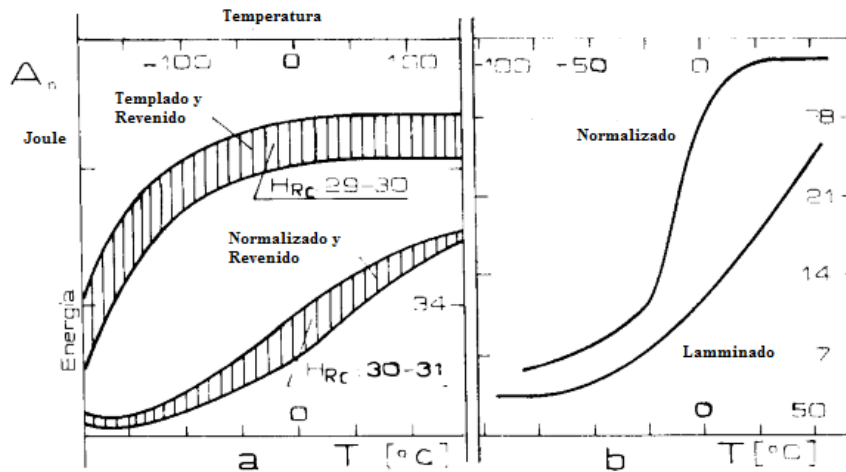 Temperatura
-100 0 100
-100 -50 0
An
Joule
Templado y
Revenido
HRC 29-30
Normalizado y
Revenido
34
HRC 30-31
Energía
0
a T [°C]
Normalizado
78
21
14
7
Lamminado
0 50
b T [°C]